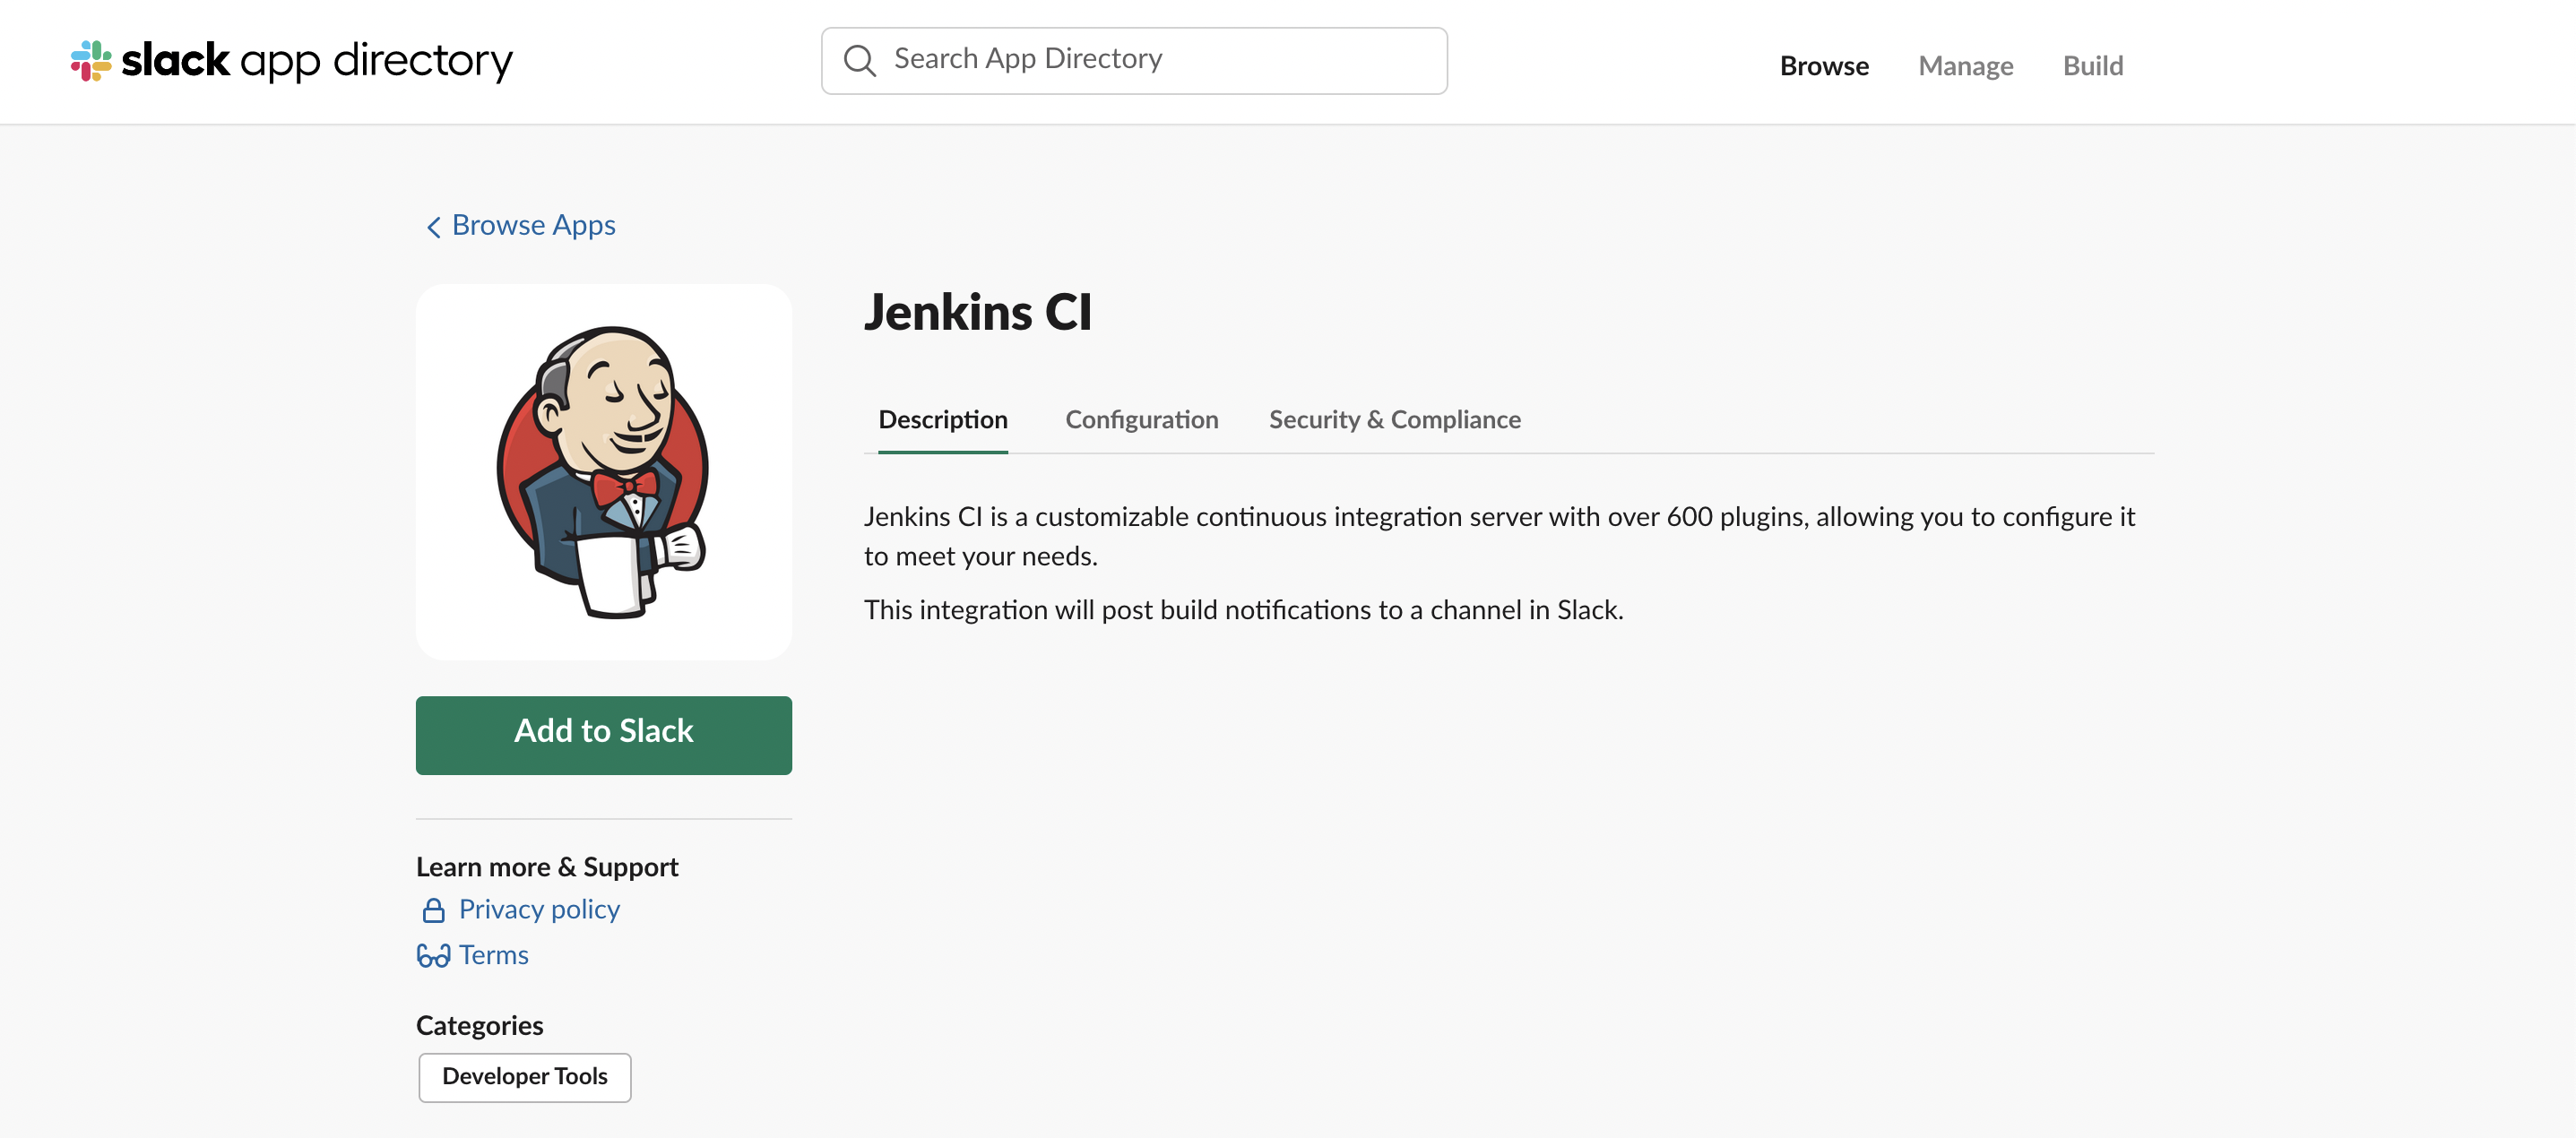 slack app directory
Search App Directory
Browse
Manage
Build
Browse Apps
Jenkins CI
Description
Configuration
Security & Compliance
Jenkins CI is a customizable continuous integration server with over 600 plugins, allowing you to configure it
to meet your needs.
This integration will post build notifications to a channel in Slack.
Add to Slack
Learn more & Support
Privacy policy
Terms
Categories
Developer Tools